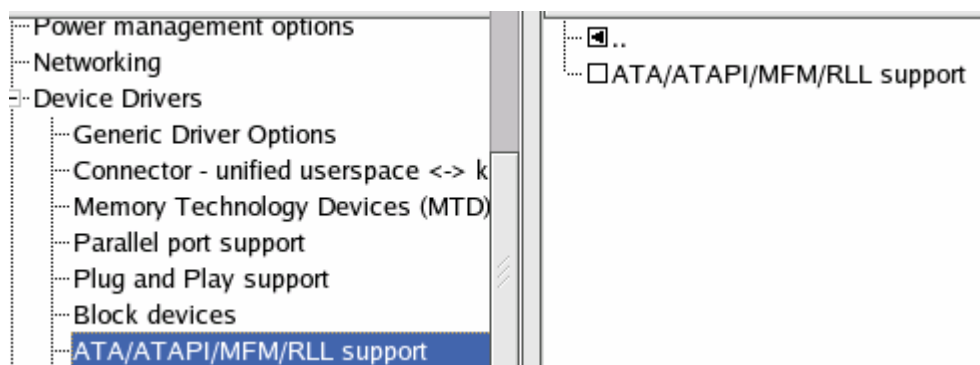 Power management options
Networking
Device Drivers
Generic Driver Options
Connector - unified userspace <-> k
Memory Technology Devices (MTD)
Parallel port support
Plug and Play support
Block devices
ATA/ATAPI/MFM/RLL support
..
ATA/ATAPI/MFM/RLL support